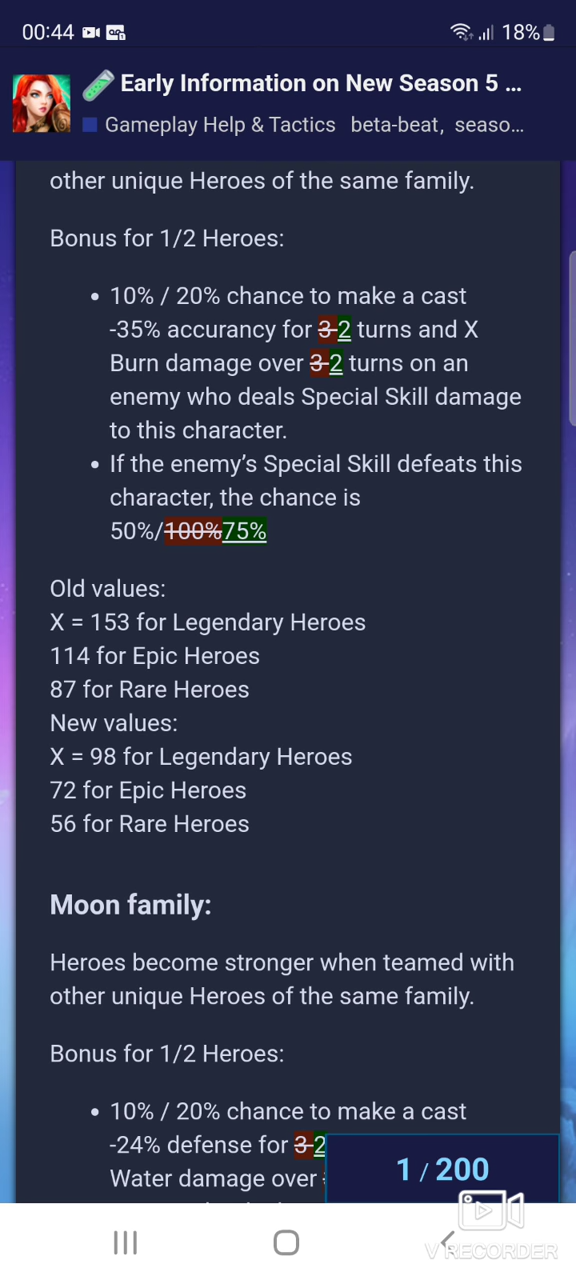 00:44 18%
Early Information on New Season 5 ...
Gameplay Help & Tactics beta-beat, seaso...
other unique Heroes of the same family.
Bonus for 1/2 Heroes:
• 10% / 20% chance to make a cast
-35% accurancy for 3 2 turns and X
Burn damage over 3 2 turns on an
enemy who deals Special Skill damage
to this character.
• If the enemy's Special Skill defeats this
character, the chance is
50%/100%75%
Old values:
X = 153 for Legendary Heroes
114 for Epic Heroes
87 for Rare Heroes
New values:
X = 98 for Legendary Heroes
72 for Epic Heroes
56 for Rare Heroes
Moon family:
Heroes become stronger when teamed with
other unique Heroes of the same family.
Bonus for 1/2 Heroes:
• 10% / 20% chance to make a cast
-24% defense for 3 2
Water damage over
1 / 200
V RECORDER